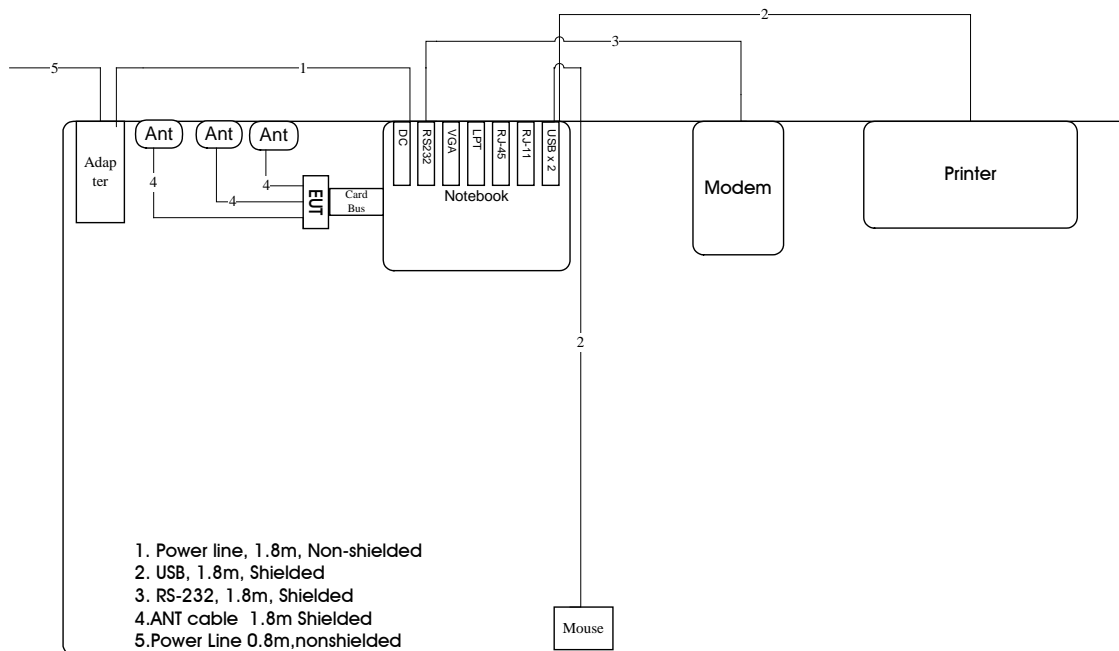 2
3
5
1
Ant
Ant
Ant
DC
RS232
VGA
LPT
RJ-45
RJ-11
USB x 2
Adap
ter
4
4
4
EUT
Card
Bus
Notebook
Modem
Printer
2
1. Power line, 1.8m, Non-shielded
2. USB, 1.8m, Shielded
3. RS-232, 1.8m, Shielded
4.ANT cable  1.8m Shielded
5.Power Line 0.8m,nonshielded
Mouse